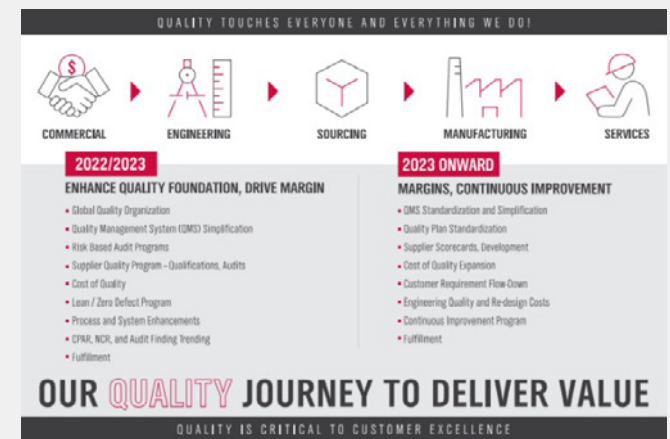 QUALITY TOUCHES EVERYONE AND EVERYTHING WE DO!
$
COMMERCIAL
ENGINEERING
SOURCING
MANUFACTURING
SERVICES
2022/2023
ENHANCE QUALITY FOUNDATION, DRIVE MARGIN
• Global Quality Organization
• Quality Management System (QMS) Simplification
• Risk Based Audit Programs
• Supplier Quality Program – Qualifications, Audits
• Cost of Quality
• Lean / Zero Defect Program
• Process and System Enhancements
• CPAR, NCR, and Audit Finding Trending
• Fulfillment
2023 ONWARD
MARGINS, CONTINUOUS IMPROVEMENT
• QMS Standardization and Simplification
• Quality Plan Standardization
• Supplier Scorecards, Development
• Cost of Quality Expansion
• Customer Requirement Flow-Down
• Engineering Quality and Re-design Costs
• Continuous Improvement Program
• Fulfillment
OUR QUALITY JOURNEY TO DELIVER VALUE
QUALITY IS CRITICAL TO CUSTOMER EXCELLENCE